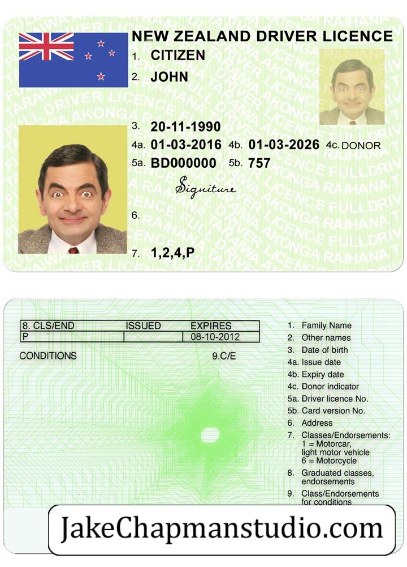 NEW ZEALAND DRIVER LICENCE
1. CITIZEN
2. JOHN
3. 20-11-1990
4a. 01-03-2016 4b. 01-03-2026 4c. DONOR
5a. BD000000 5b. 757
Signiture
6.
7. 1,2,4,P
8. CLS/END ISSUED EXPIRES
P 08-10-2012
CONDITIONS 9.C/E
1. Family Name
2. Other names
3. Date of birth
4a. Issue date
4b. Expiry date
4c. Donor indicator
5a. Driver licence No.
5b. Card version No.
6. Address
7. Classes/Endorsements:
1 = Motorcar,
light motor vehicle
6 = Motorcycle
8. Graduated classes,
endorsements
9. Class/Endorsements
for conditions
JakeChapmanstudio.com